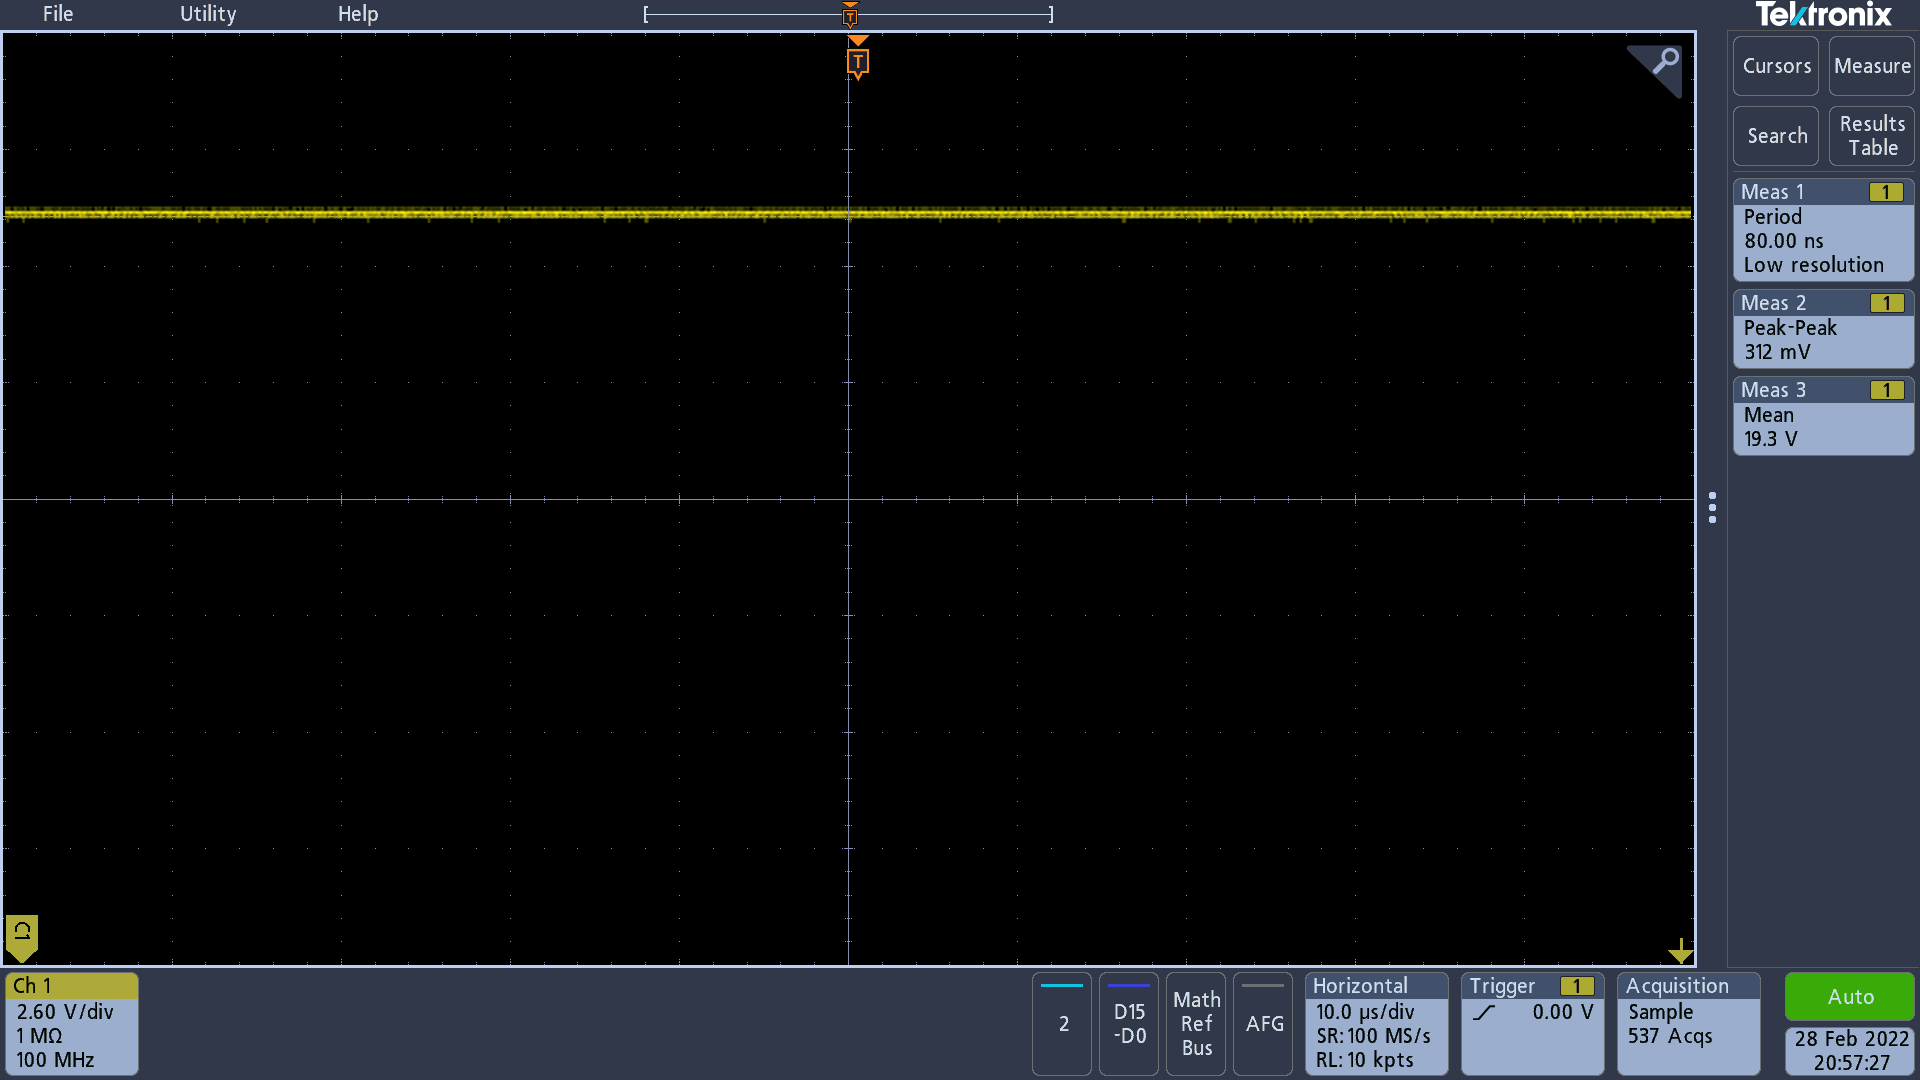 File Utility Help
T
Tektronix
T
Cursors Measure
Search Results Table
Meas 1 1
Period
80.00 ns
Low resolution
Meas 2 1
Peak-Peak
312 mV
Meas 3 1
Mean
19.3 V
C1
Ch 1
2.60 V/div
1 MΩ
100 MHz
2
D15
-D0
Math
Ref
Bus
AFG
Horizontal
10.0 µs/div
SR: 100 MS/s
RL: 10 kpts
Trigger 1
0.00 V
Acquisition
Sample
537 Acqs
Auto
28 Feb 2022
20:57:27